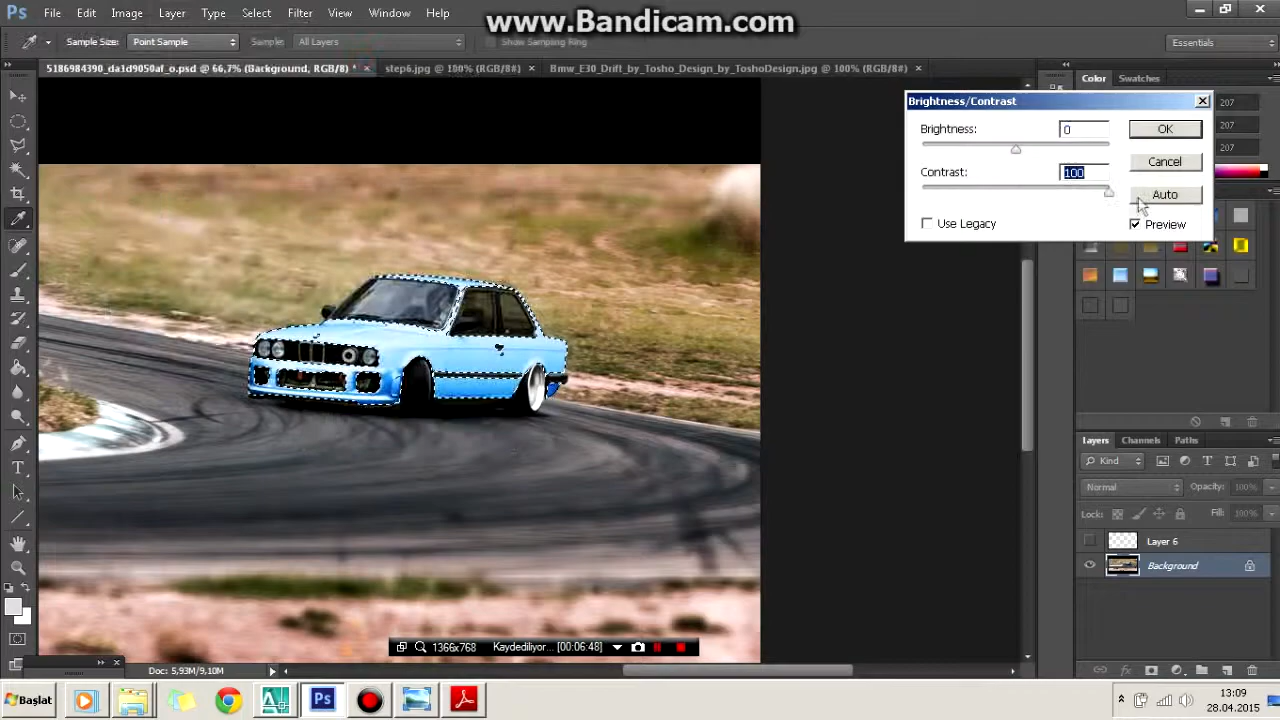 www.Bandicam.com
Ps File Edit Image Layer Type Select Filter View Window Help
Sample Size: Point Sample Sample: All Layers Show Sampling Ring Essentials
5186984390_da1d9050af_o.psd @ 66,7% (Background, RGB/8) * × step6.jpg @ 100% (RGB/8#) × Bmw_E30_Drift_by_Tosho_Design_by_ToshoDesign.jpg @ 100% (RGB/8#) ×
Color Swatches
207
207
207
Brightness/Contrast
Brightness: 0 OK
Cancel
Contrast: 100
Auto
Use Legacy Preview
Layers Channels Paths
Kind
Normal Opacity: 100%
Lock: Fill: 100%
Layer 6
Background
1366x768 Kaydediliyor... [00:06:48]
Doc: 5,93M/9,10M
Başlat Ps
13:09
28.04.2015